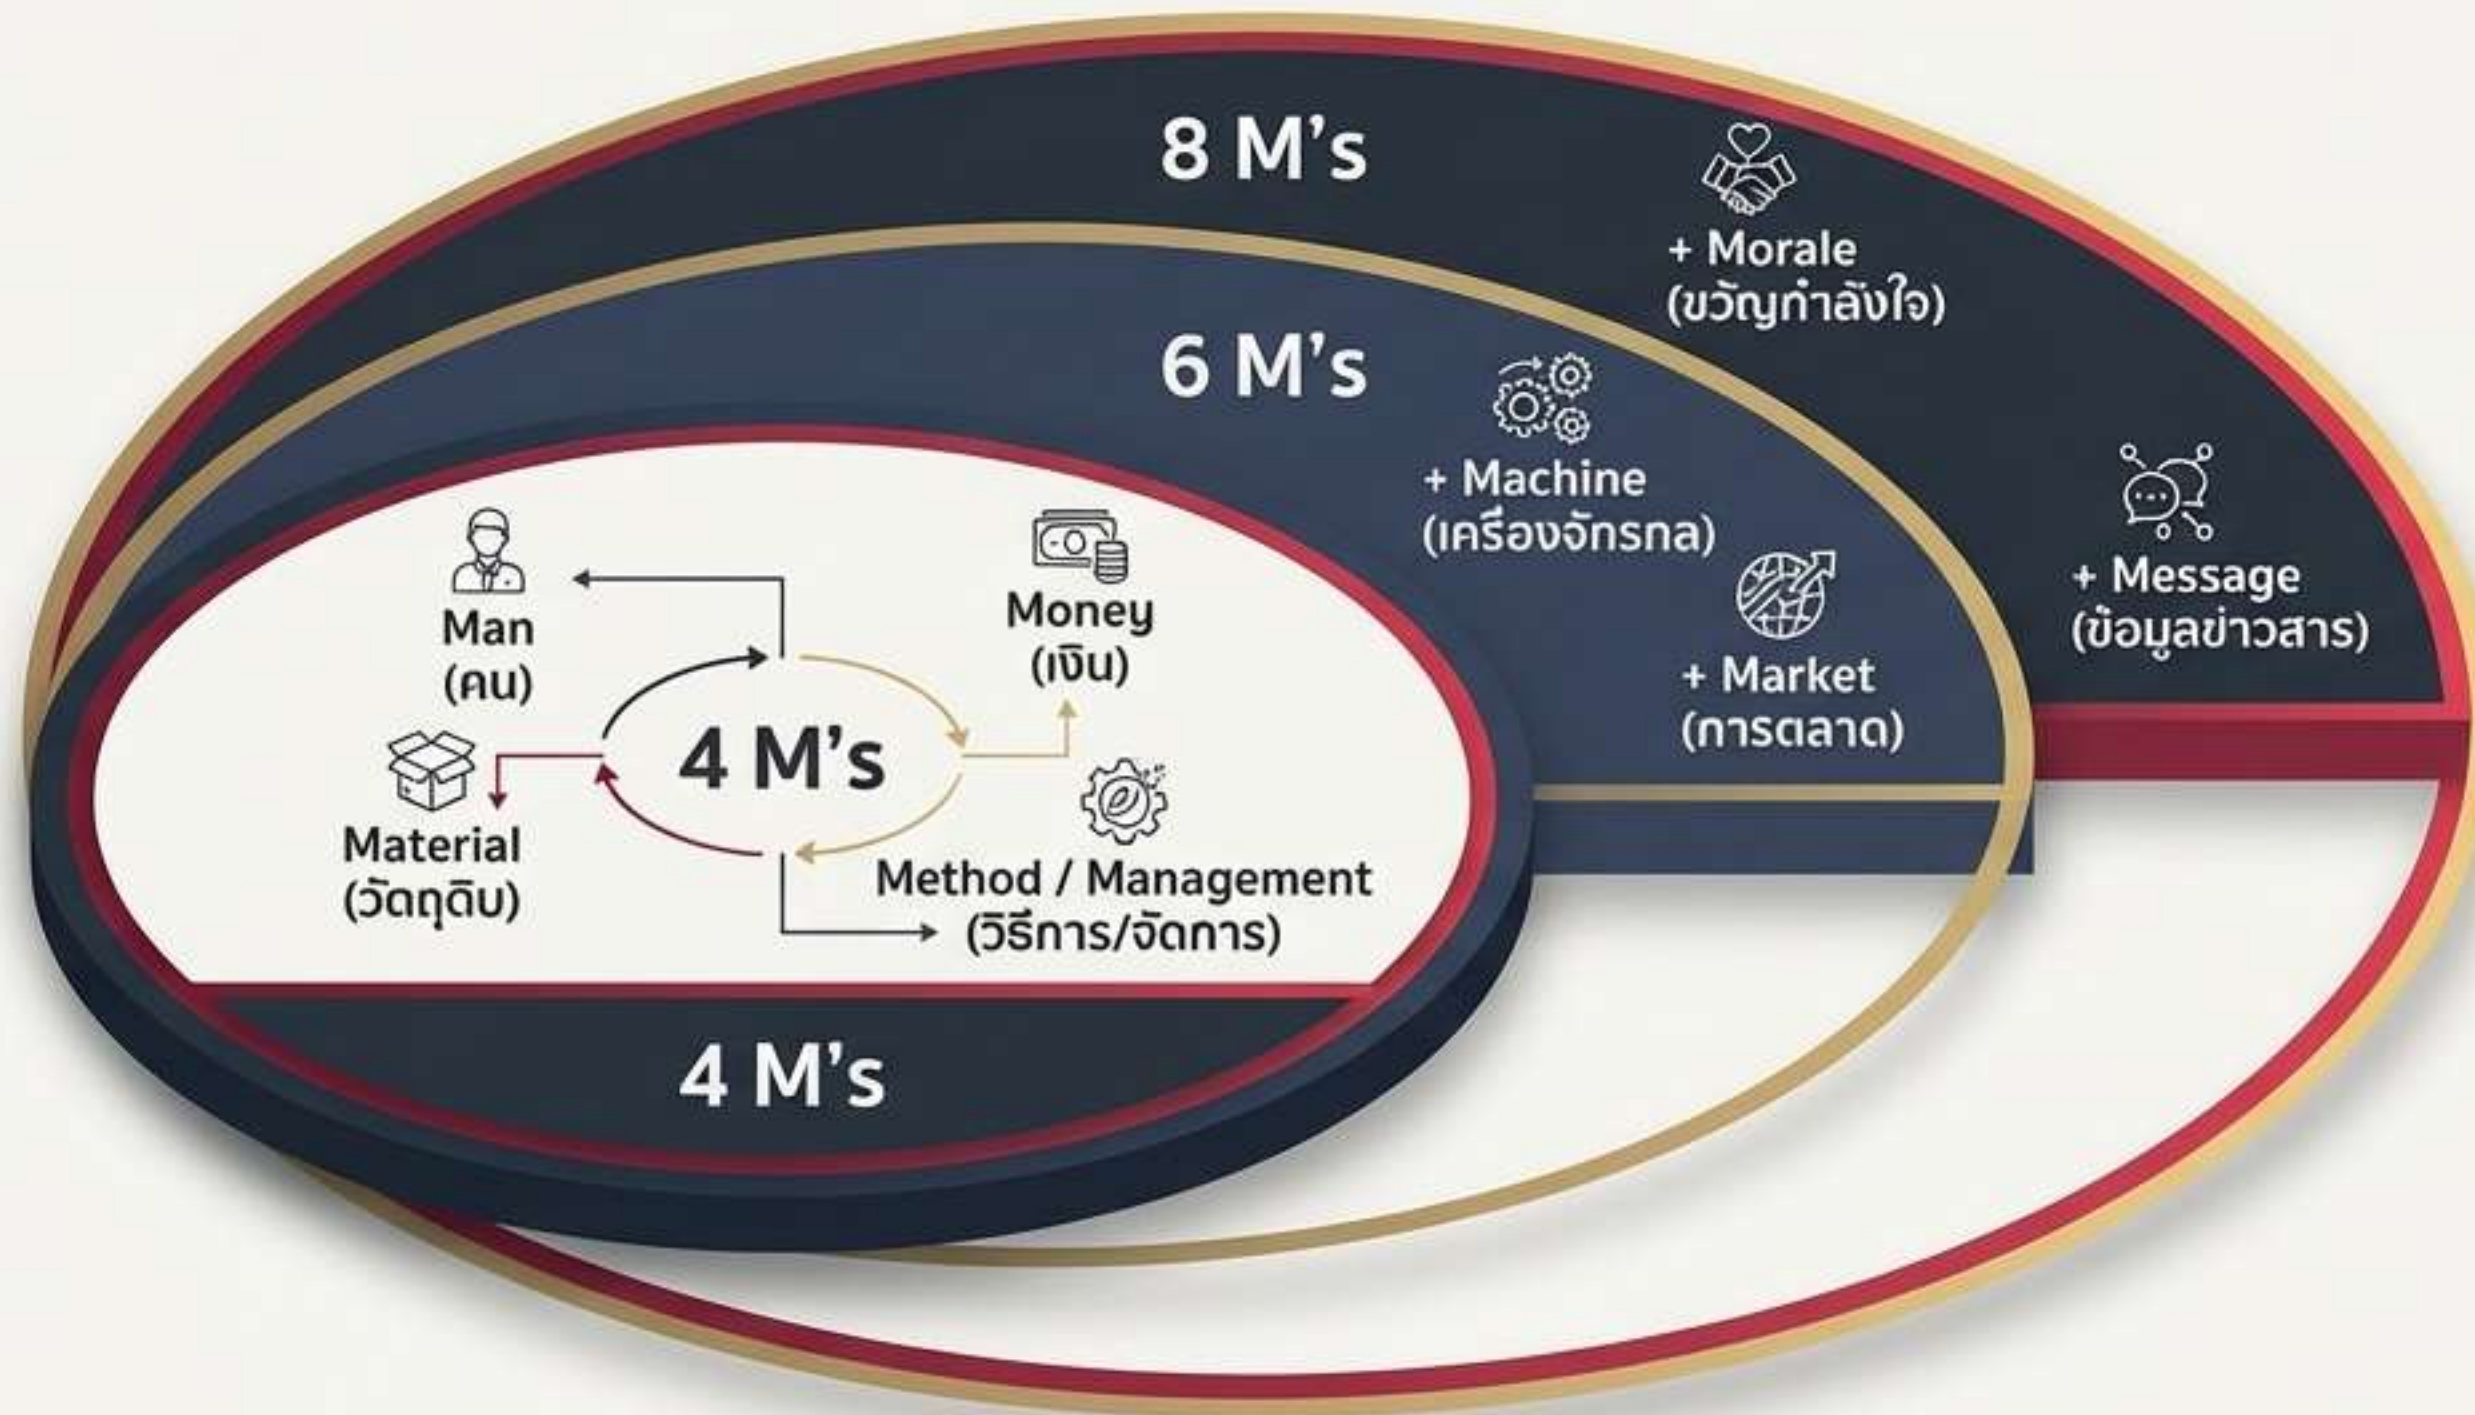 8 M's
+ Morale
(ขวัญกำลังใจ)
6 M's
+ Machine
(เครื่องจักรกล)
+ Message
(ข้อมูลข่าวสาร)
+ Market
(การตลาด)
Man
(คน)
Money
(เงิน)
4 M's
Material
(วัตถุดิบ)
Method / Management
(วิธีการ/จัดการ)
4 M's